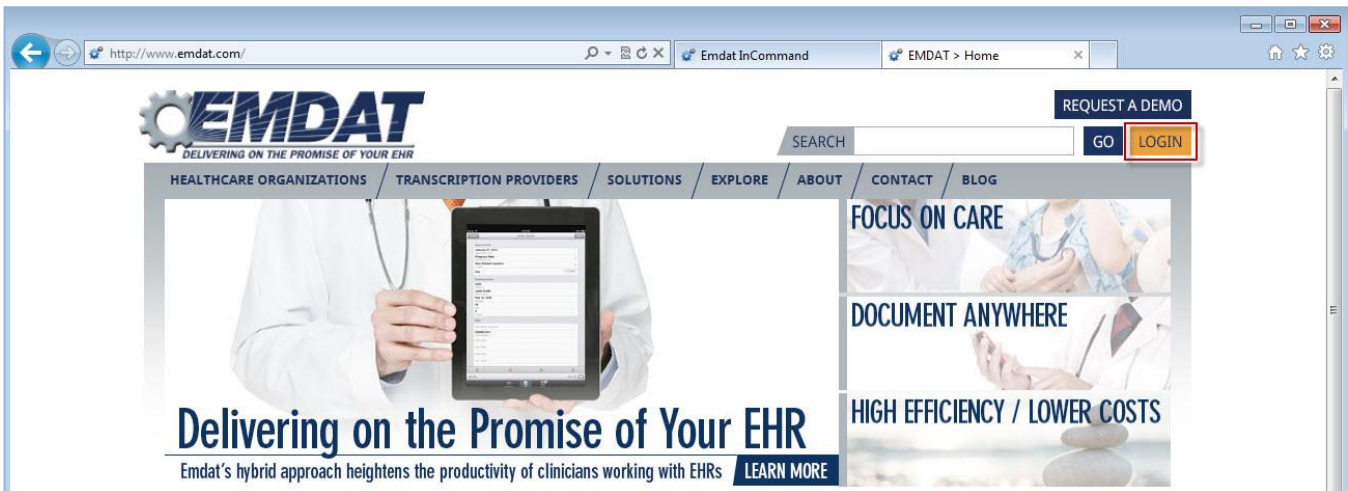 http://www.emdat.com/
Emdat InCommand
EMDAT > Home
EMDAT
DELIVERING ON THE PROMISE OF YOUR EHR
REQUEST A DEMO
SEARCH
GO
LOGIN
HEALTHCARE ORGANIZATIONS
TRANSCRIPTION PROVIDERS
SOLUTIONS
EXPLORE
ABOUT
CONTACT
BLOG
FOCUS ON CARE
DOCUMENT ANYWHERE
HIGH EFFICIENCY / LOWER COSTS
Delivering on the Promise of Your EHR
Emdat's hybrid approach heightens the productivity of clinicians working with EHRs
LEARN MORE